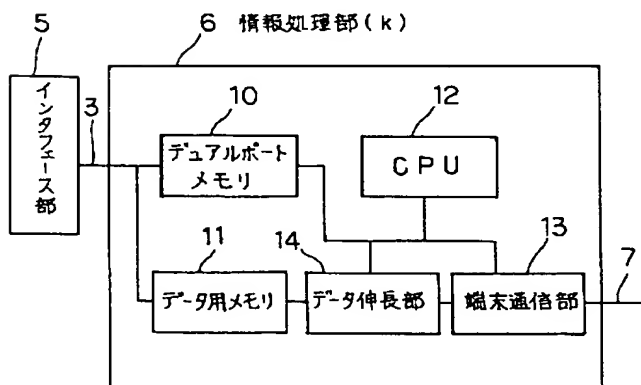 6 情報処理部(k)
5
インタフェース部
3
10
デュアルポート
メモリ
12
CPU
11
データ用メモリ
14
データ伸長部
13
端末通信部
7